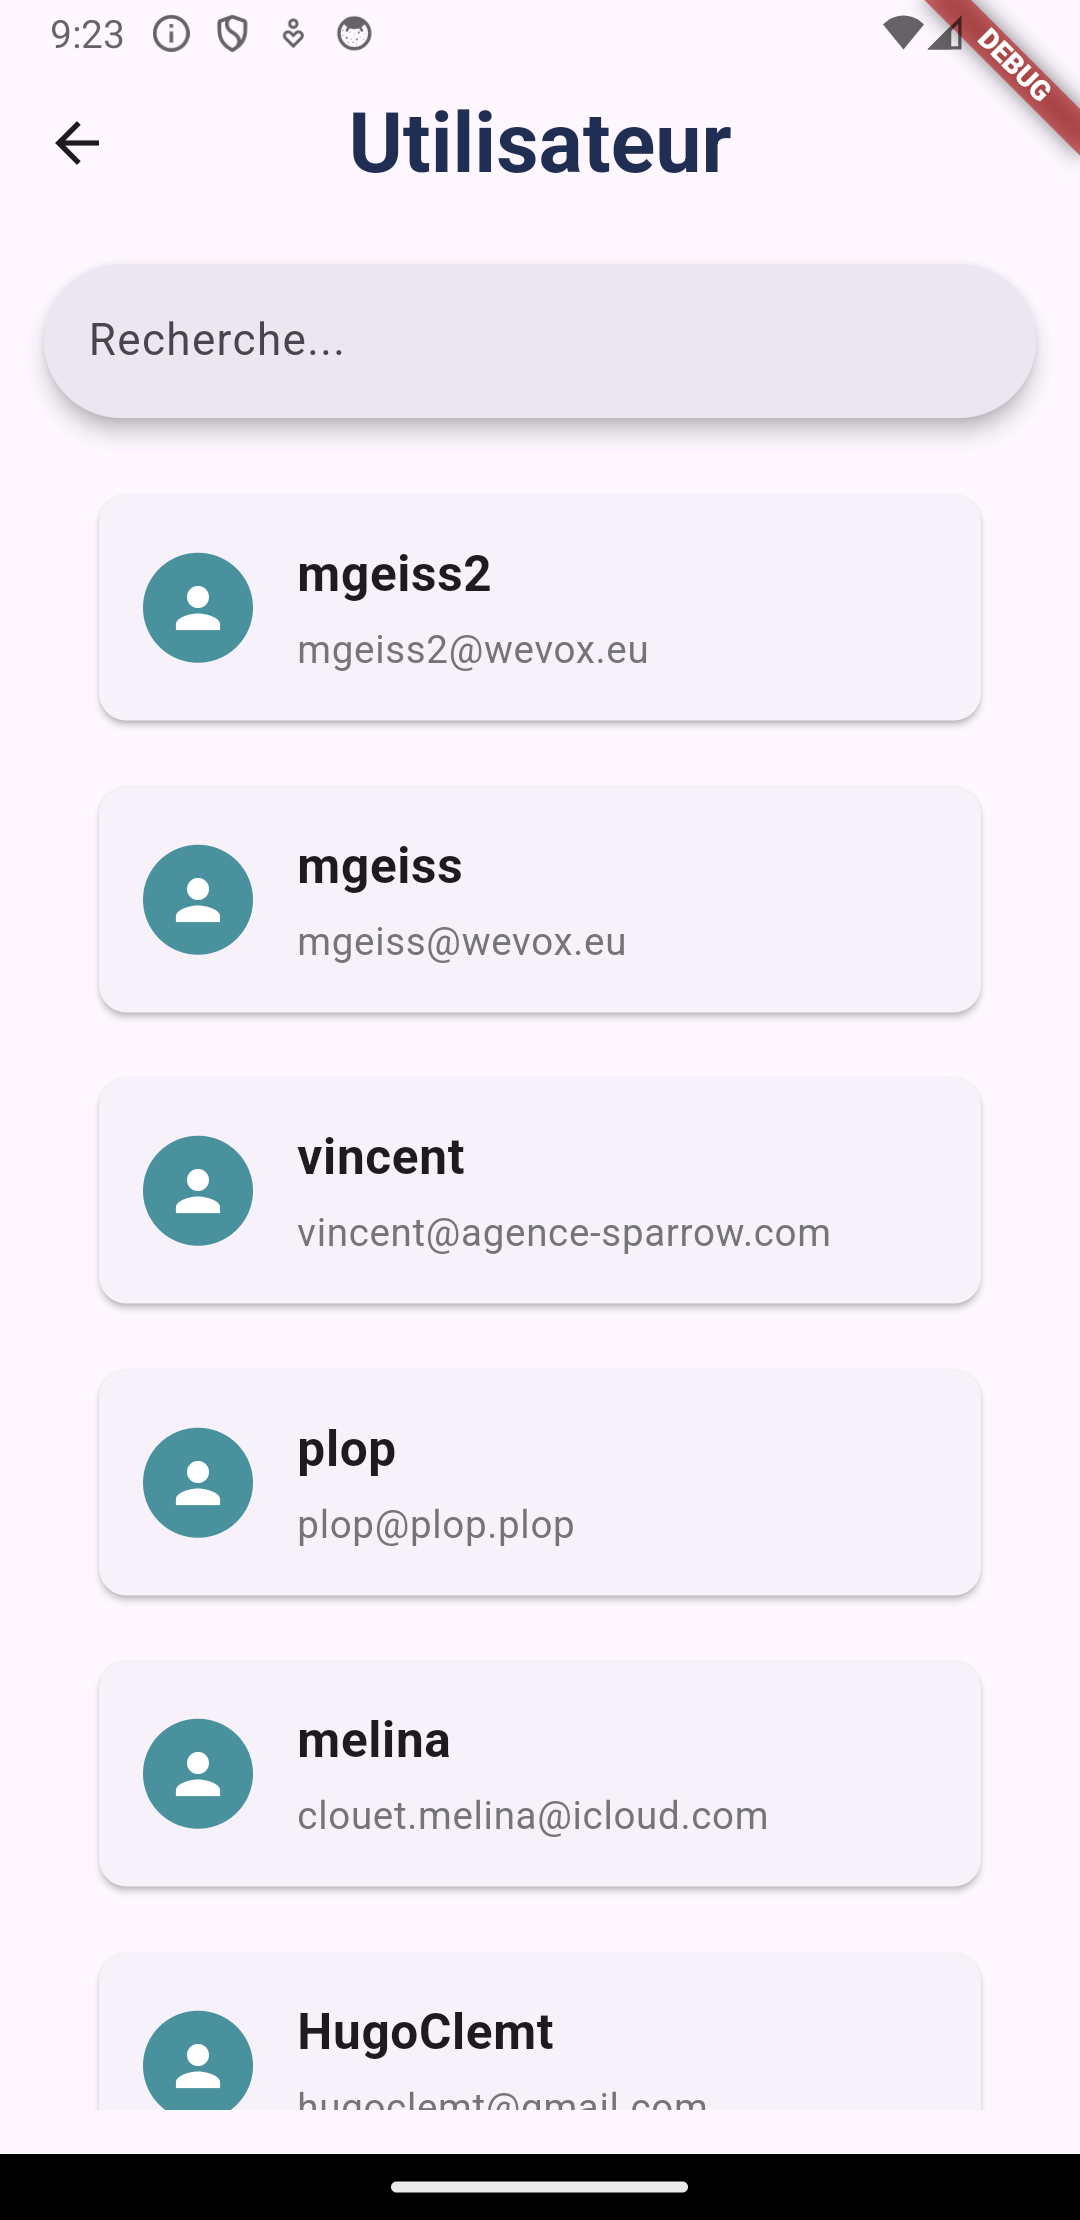 9:23
DEBUG
Utilisateur
Recherche...
mgeiss2
mgeiss2@wevox.eu
mgeiss
mgeiss@wevox.eu
vincent
vincent@agence-sparrow.com
plop
plop@plop.plop
melina
clouet.melina@icloud.com
HugoClemt
hugoclemt@gmail.com